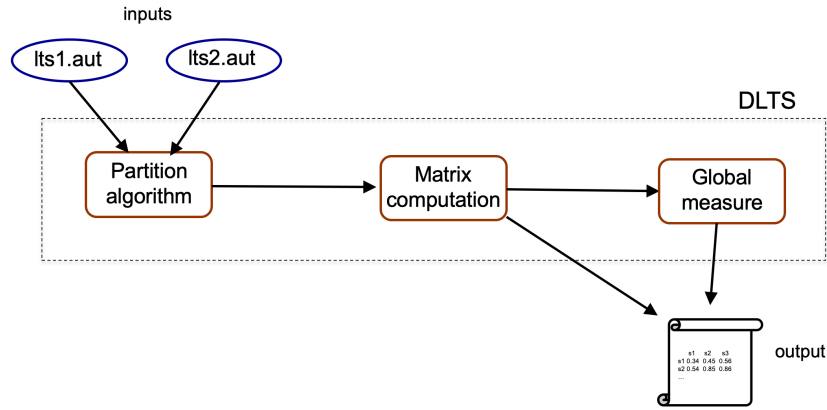 inputs
lts1.aut
lts2.aut
DLTS
Partition
algorithm
Matrix
computation
Global
measure
s1 s2 s3
s1 0.34 0.45 0.56
s2 0.54 0.85 0.86
...
output